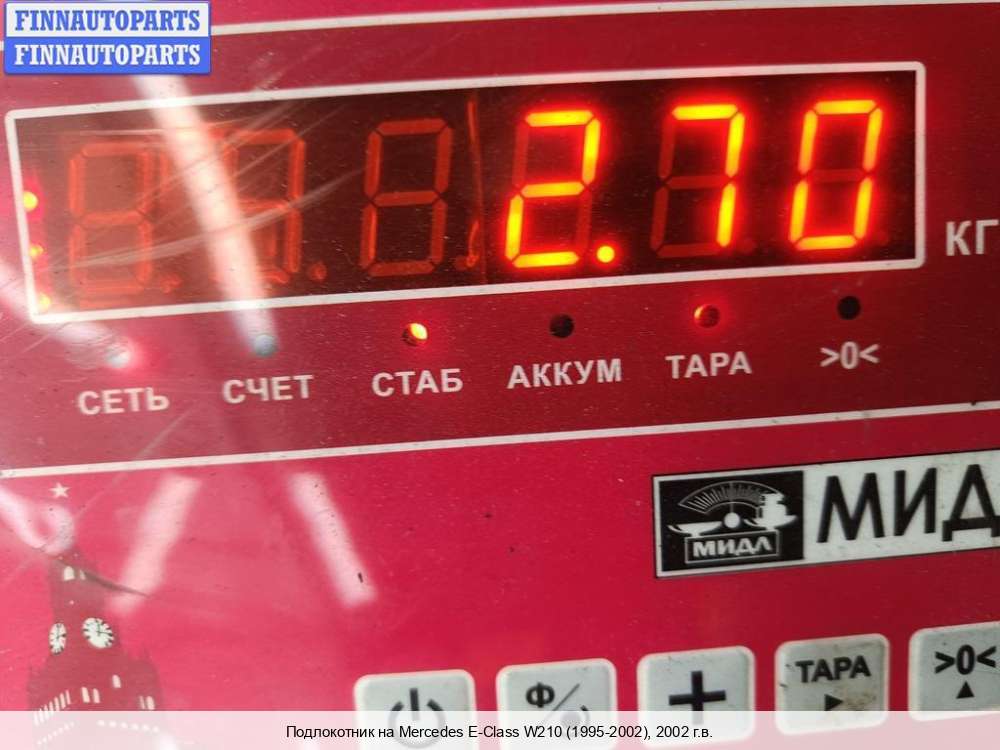 FINNAUTOPARTS
FINNAUTOPARTS
2.70
КГ
СЕТЬ СЧЕТ СТАБ АККУМ ТАРА >0<
МИДЛ МИД
Ф/ + ТАРА >0<
Подлокотник на Mercedes E-Class W210 (1995-2002), 2002 г.в.